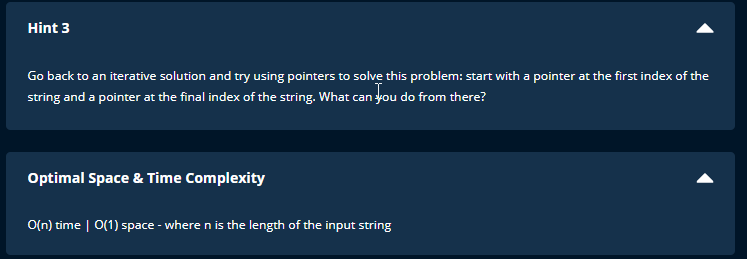 Hint 3
Go back to an iterative solution and try using pointers to solve this problem: start with a pointer at the first index of the
string and a pointer at the final index of the string. What can you do from there?
Optimal Space & Time Complexity
O(n) time | O(1) space - where n is the length of the input string